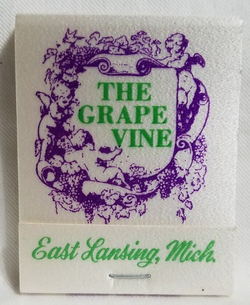 THE
GRAPE
VINE
East Lansing, Mich.